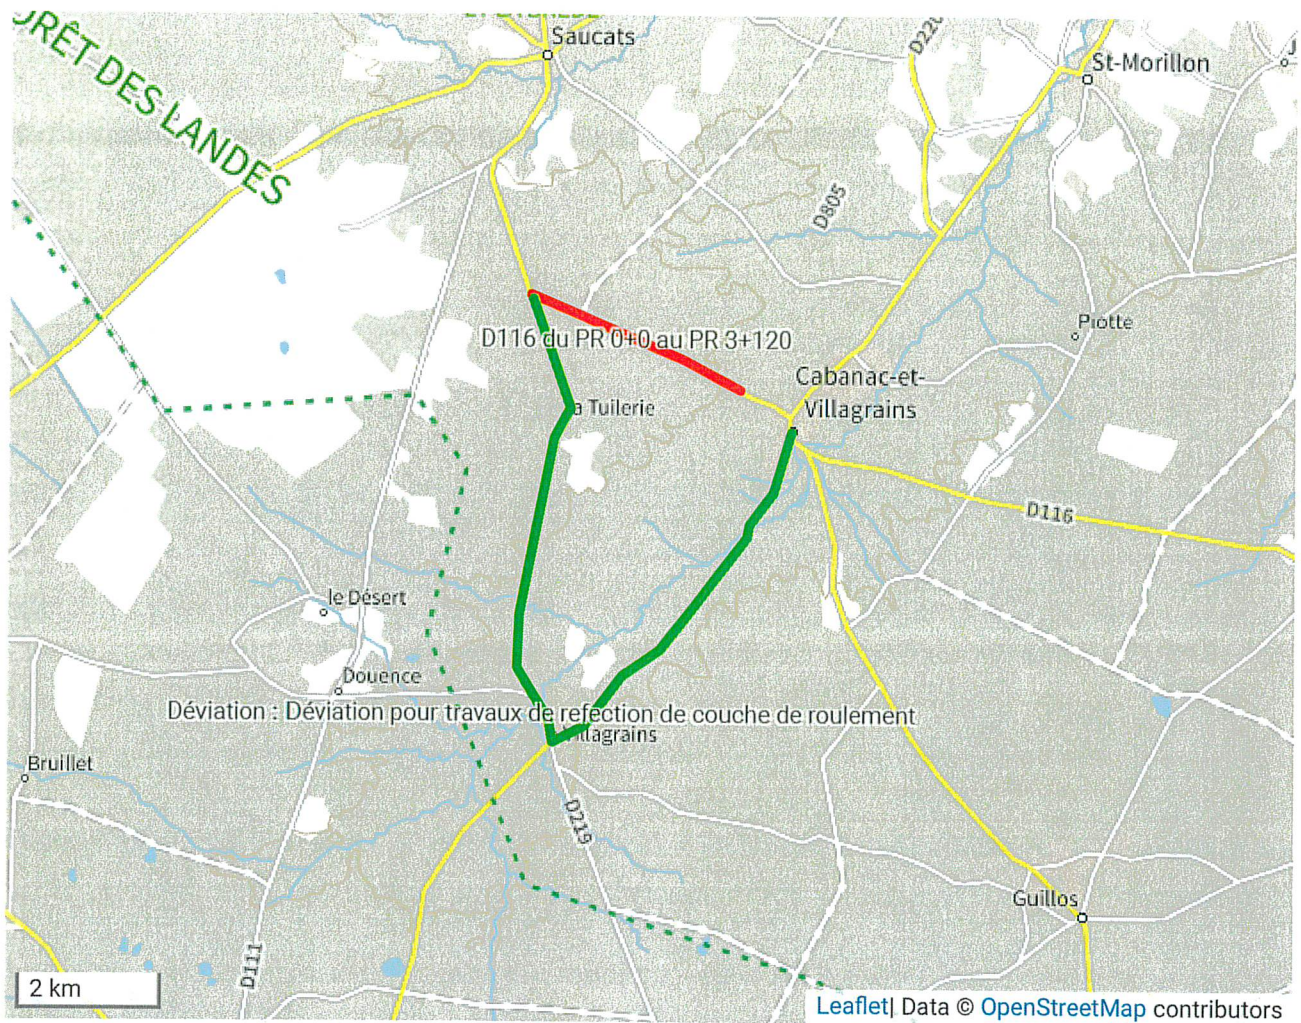 Saucats
D220
St-Morillon
FORÊT DES LANDES
D805
Piotte
D116 du PR 0+0 au PR 3+120
Cabanac-et-
Villagrains
a Tuilerie
D116
le Désert
Douence
Déviation : Déviation pour travaux de refection de couche de roulement
illagrains
Bruillet
D219
Guillos
D111
2 km
Leaflet| Data © OpenStreetMap contributors